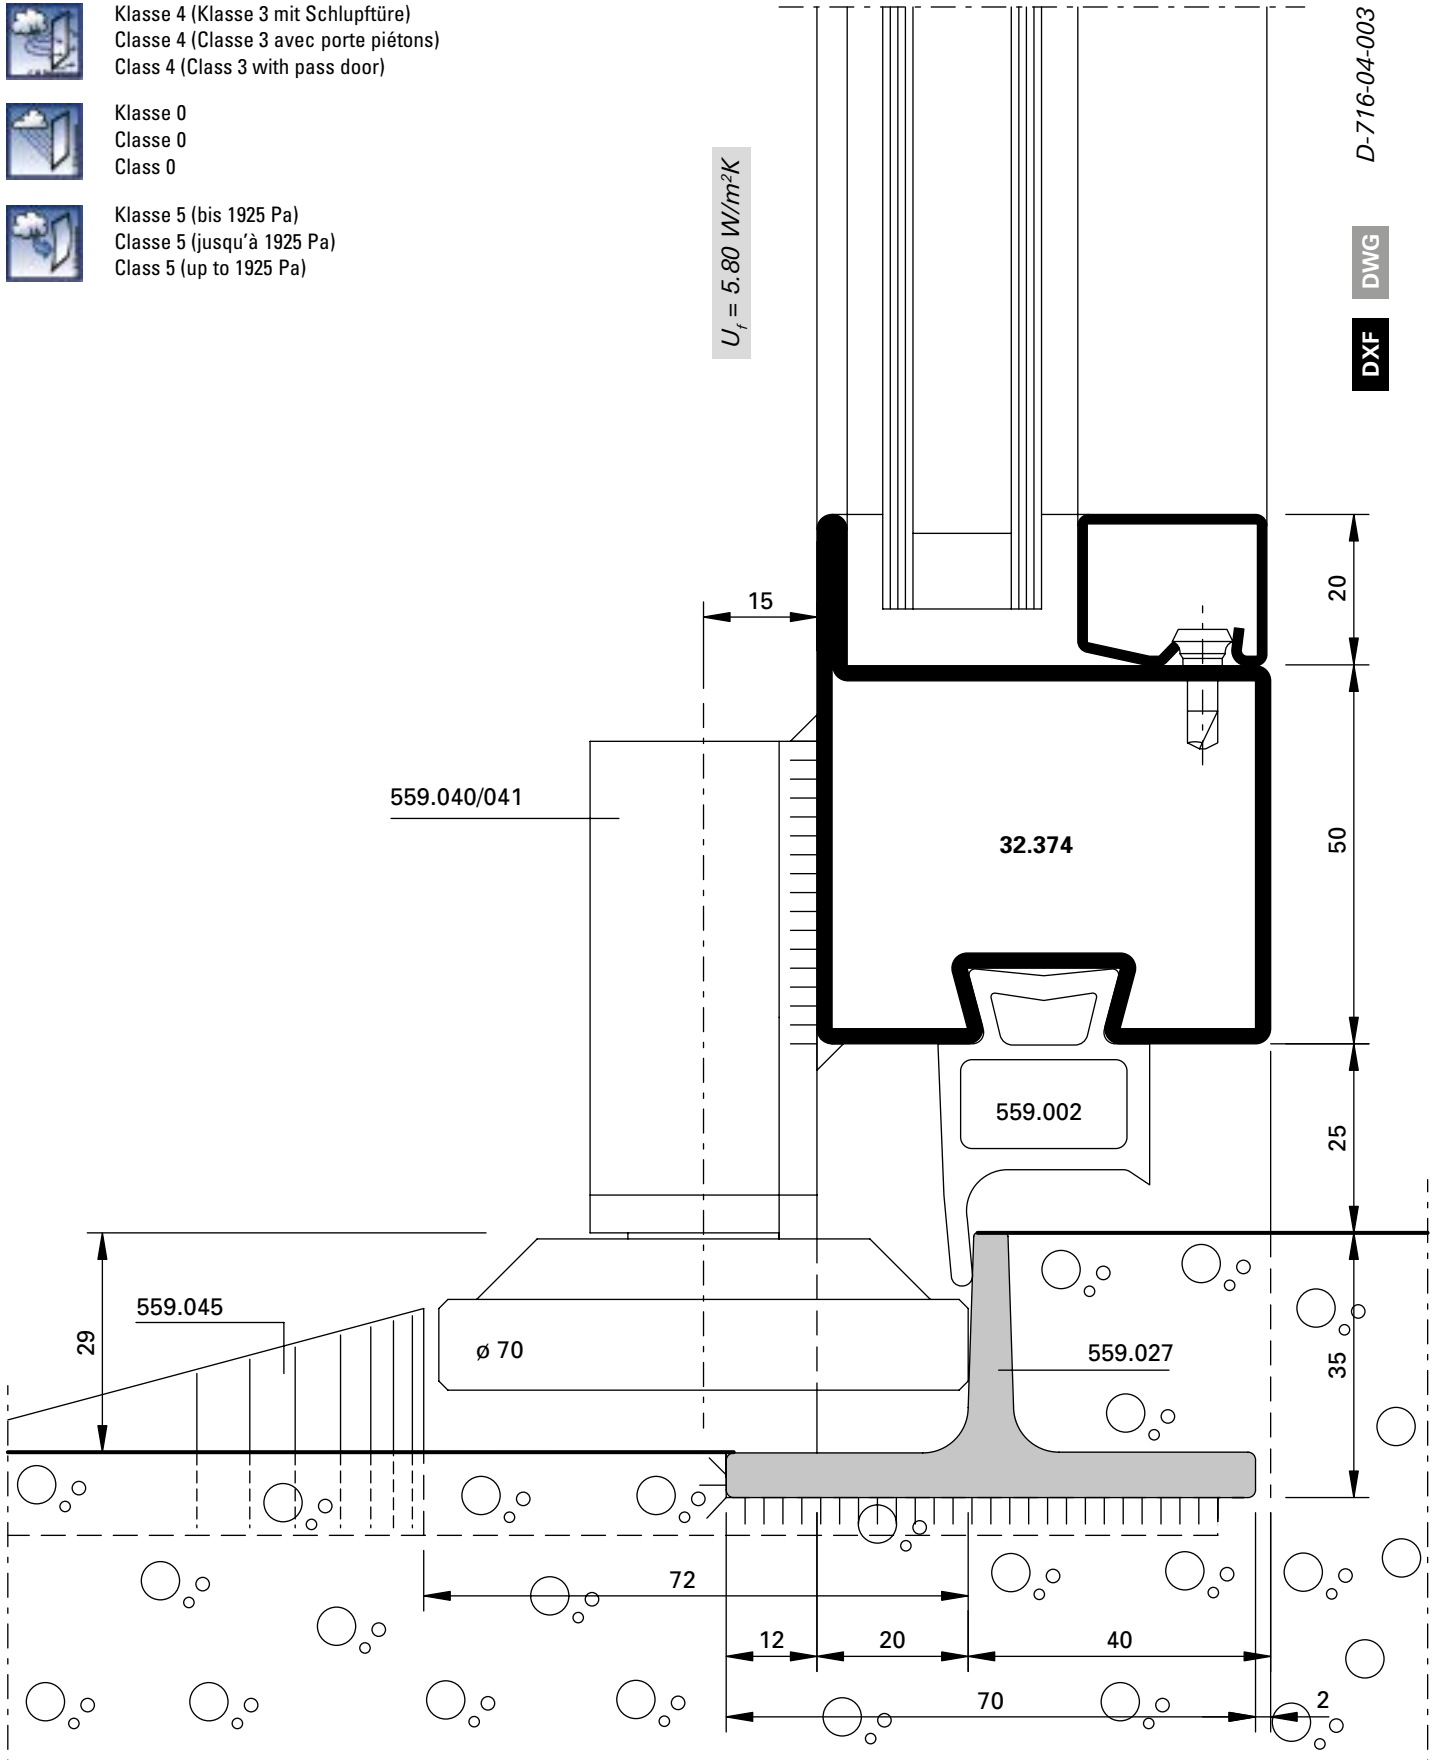 Klasse 4 (Klasse 3 mit Schlupftüre)
Classe 4 (Classe 3 avec porte piétons)
Class 4 (Class 3 with pass door)
Klasse 0
Classe 0
Class 0
Klasse 5 (bis 1925 Pa)
Classe 5 (jusqu'à 1925 Pa)
Class 5 (up to 1925 Pa)
U_f = 5.80 W/m²K
D-716-04-003
DWG
DXF
15
20
559.040/041
32.374
50
559.002
25
559.045
29
ø 70
559.027
35
72
12
20
40
70
2